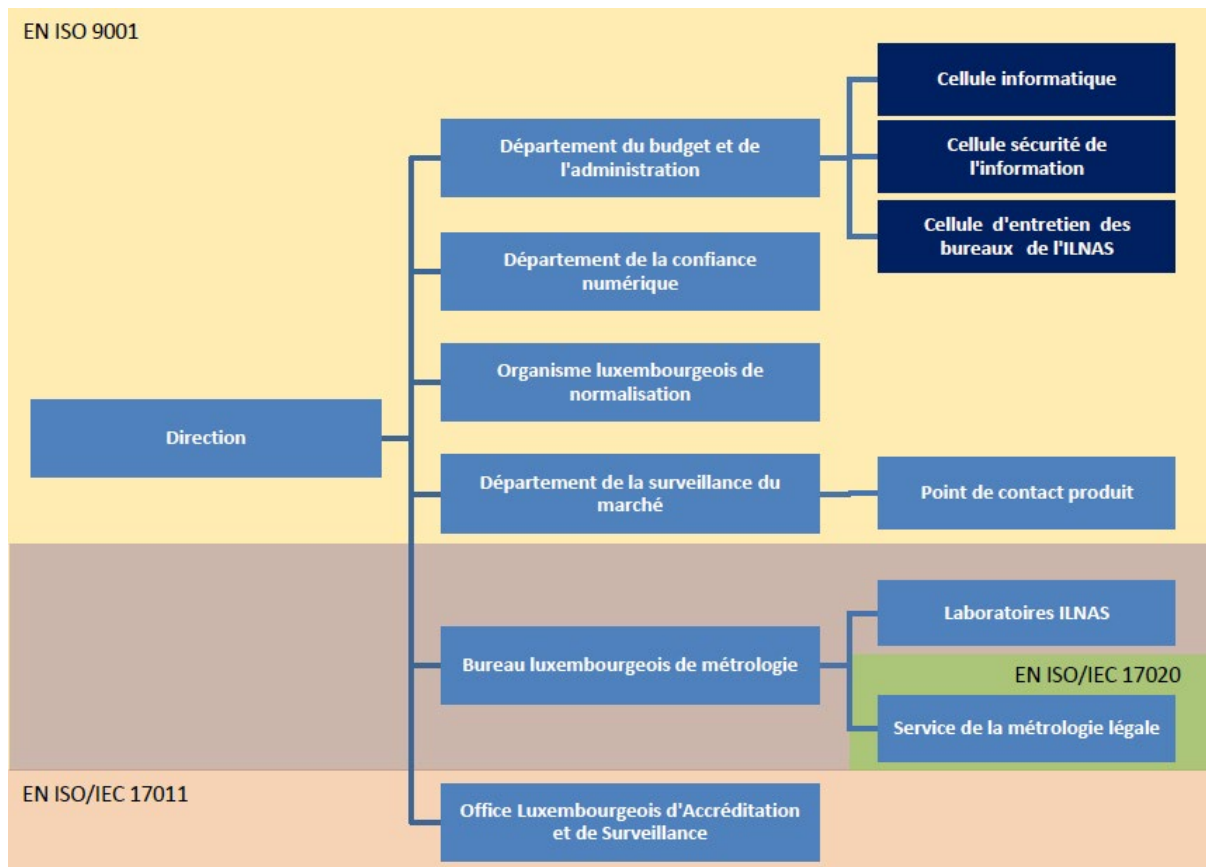 EN ISO 9001
Cellule informatique
Département du budget et de
l'administration
Cellule sécurité de
l'information
Cellule d'entretien des
bureaux de l'ILNAS
Département de la confiance
numérique
Organisme luxembourgeois de
normalisation
Direction
Département de la surveillance du
marché
Point de contact produit
Laboratoires ILNAS
Bureau luxembourgeois de métrologie
EN ISO/IEC 17020
Service de la métrologie légale
EN ISO/IEC 17011
Office Luxembourgeois d'Accréditation
et de Surveillance